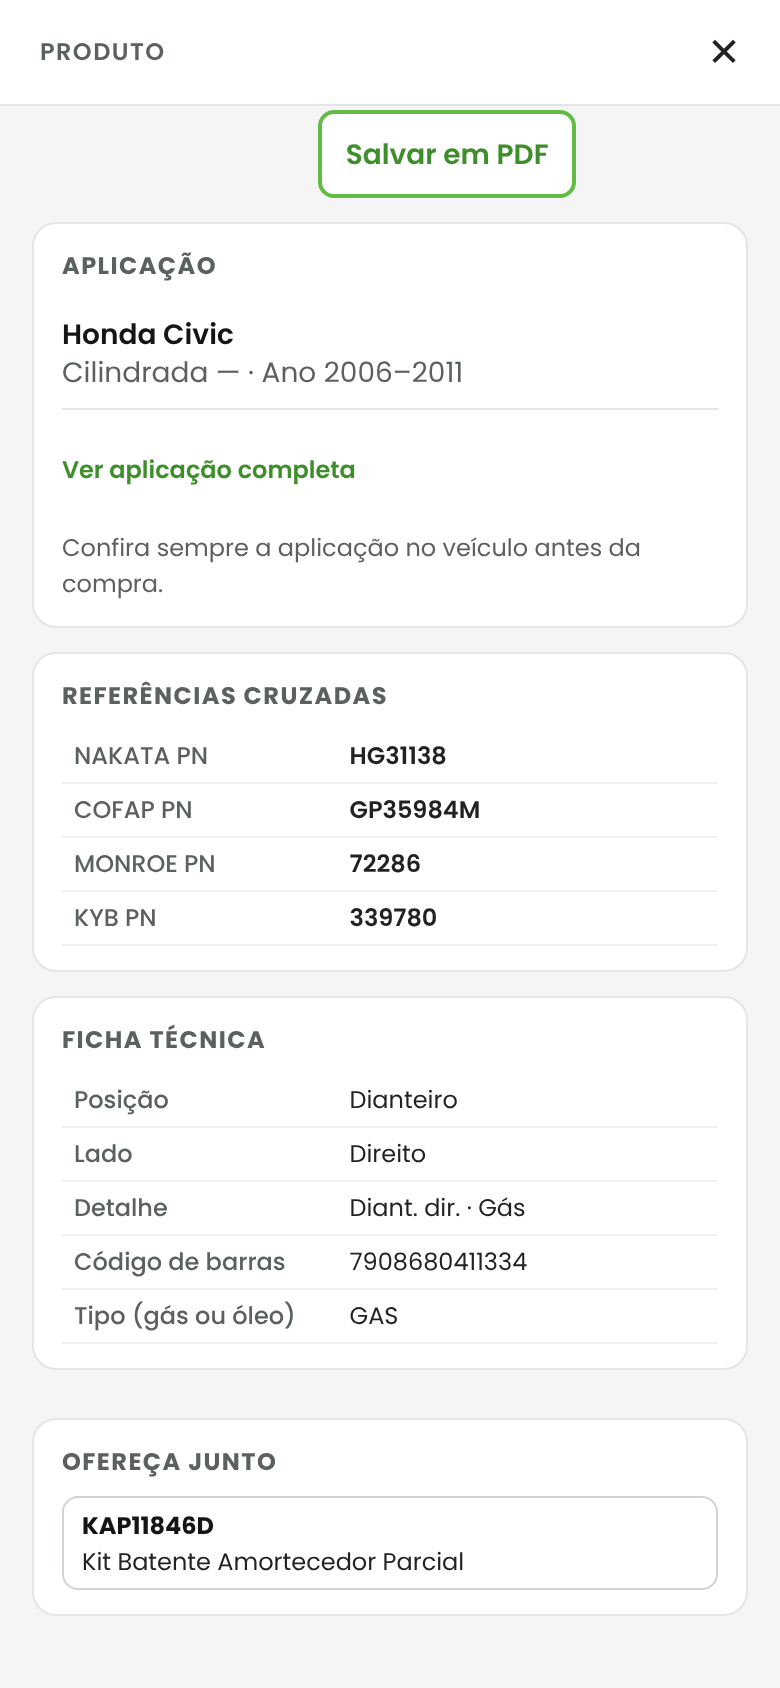 PRODUTO
Salvar em PDF
APLICAÇÃO
Honda Civic
Cilindrada — · Ano 2006–2011
Ver aplicação completa
Confira sempre a aplicação no veículo antes da
compra.
REFERÊNCIAS CRUZADAS
NAKATA PN HG31138
COFAP PN GP35984M
MONROE PN 72286
KYB PN 339780
FICHA TÉCNICA
Posição Dianteiro
Lado Direito
Detalhe Diant. dir. · Gás
Código de barras 7908680411334
Tipo (gás ou óleo) GAS
OFEREÇA JUNTO
KAP11846D
Kit Batente Amortecedor Parcial